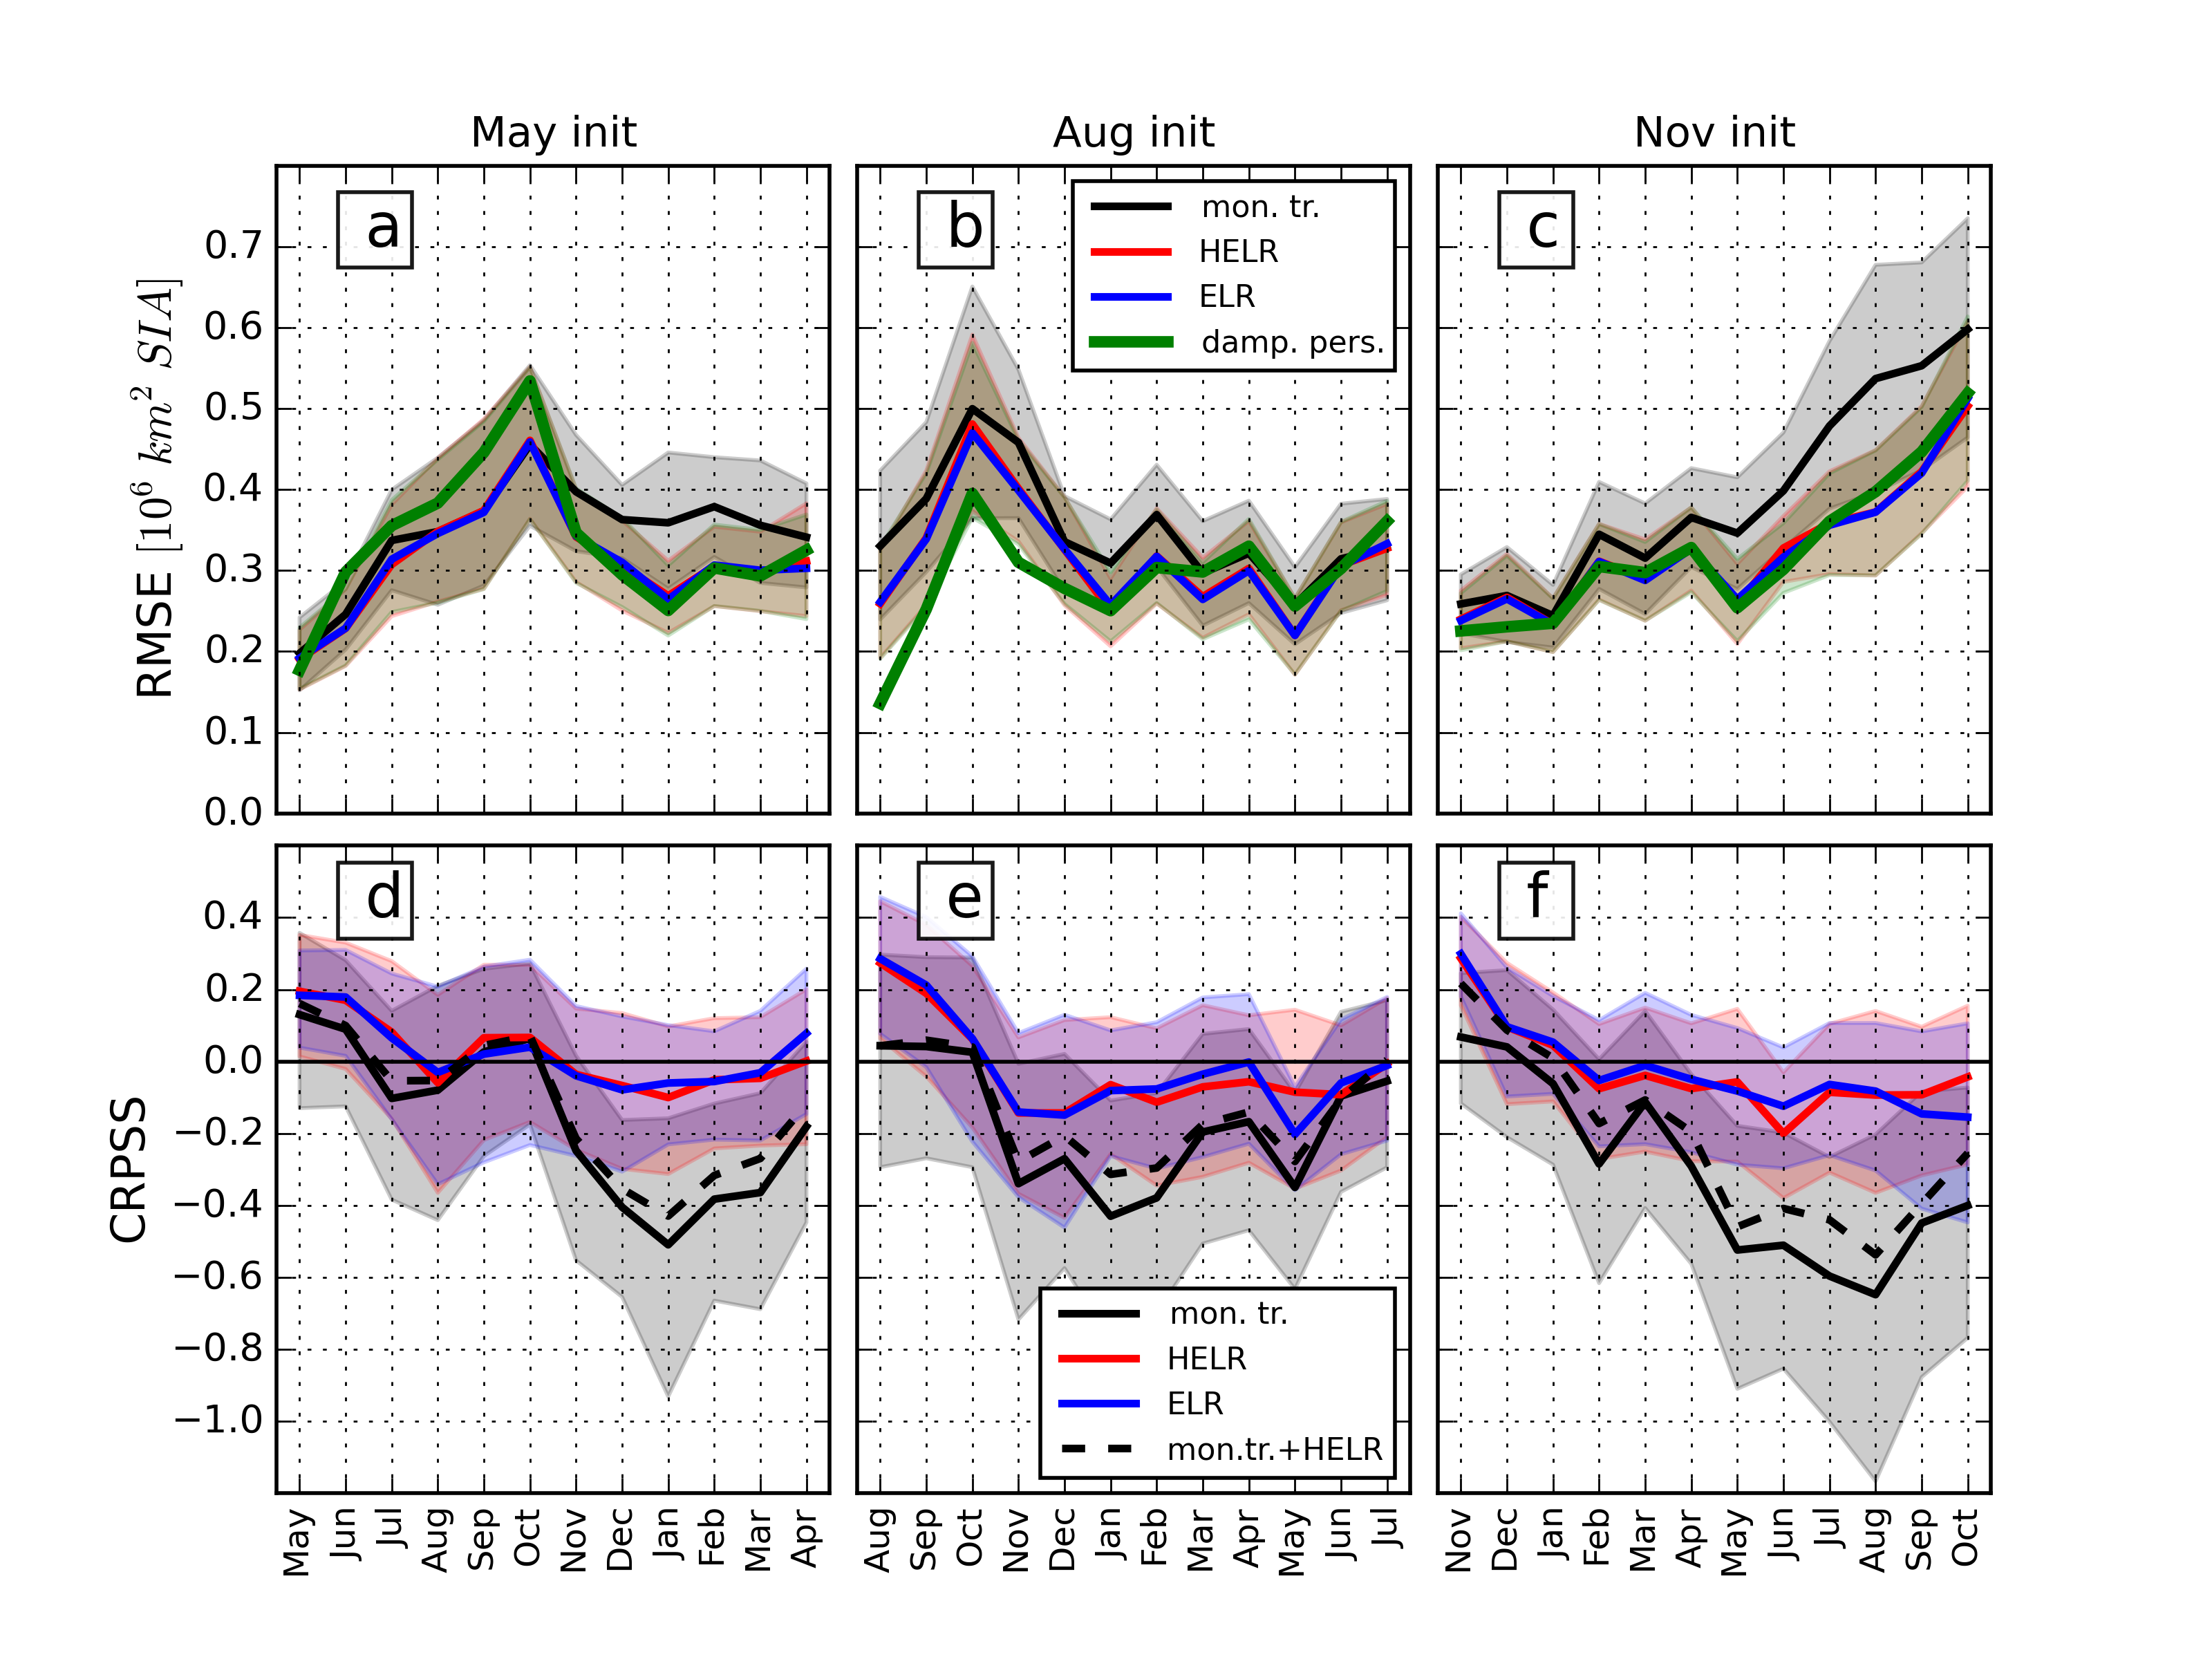 May init
Aug init
Nov init
a
b
c
mon. tr.
HELR
ELR
damp. pers.
RMSE [10^6 km^2 SIA]
0.7
0.6
0.5
0.4
0.3
0.2
0.1
0.0
d
e
f
CRPSS
0.4
0.2
0.0
−0.2
−0.4
−0.6
−0.8
−1.0
mon. tr.
HELR
ELR
mon.tr.+HELR
May Jun Jul Aug Sep Oct Nov Dec Jan Feb Mar Apr
Aug Sep Oct Nov Dec Jan Feb Mar Apr May Jun Jul
Nov Dec Jan Feb Mar Apr May Jun Jul Aug Sep Oct